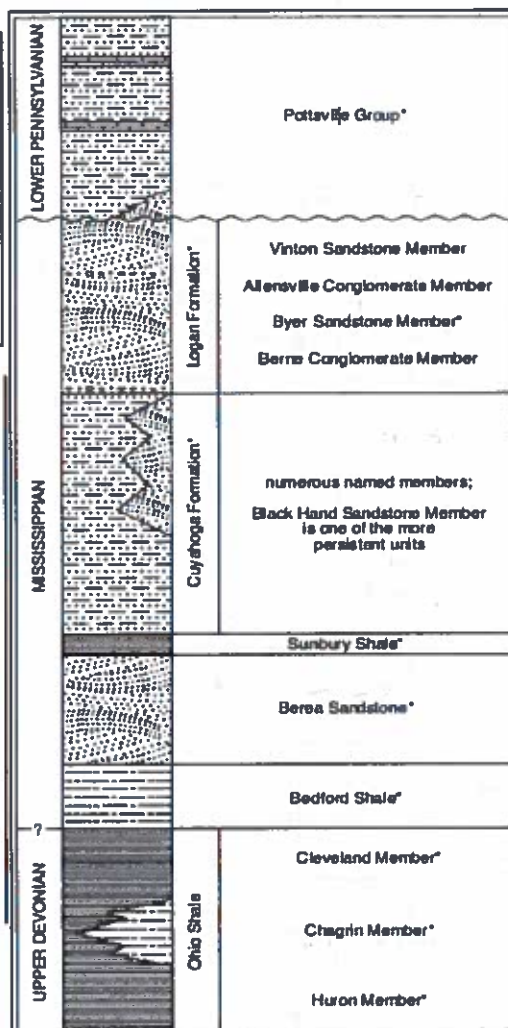 LOWER PENNSYLVANIAN
Pottsville Group*
MISSISSIPPIAN
Logan Formation*
Vinton Sandstone Member
Allensville Conglomerate Member
Byer Sandstone Member*
Berne Conglomerate Member
Cuyahoga Formation*
numerous named members;
Black Hand Sandstone Member
is one of the more
persistent units
Sunbury Shale*
Berea Sandstone*
Bedford Shale*
?
UPPER DEVONIAN
Ohio Shale
Cleveland Member*
Chagrin Member*
Huron Member*